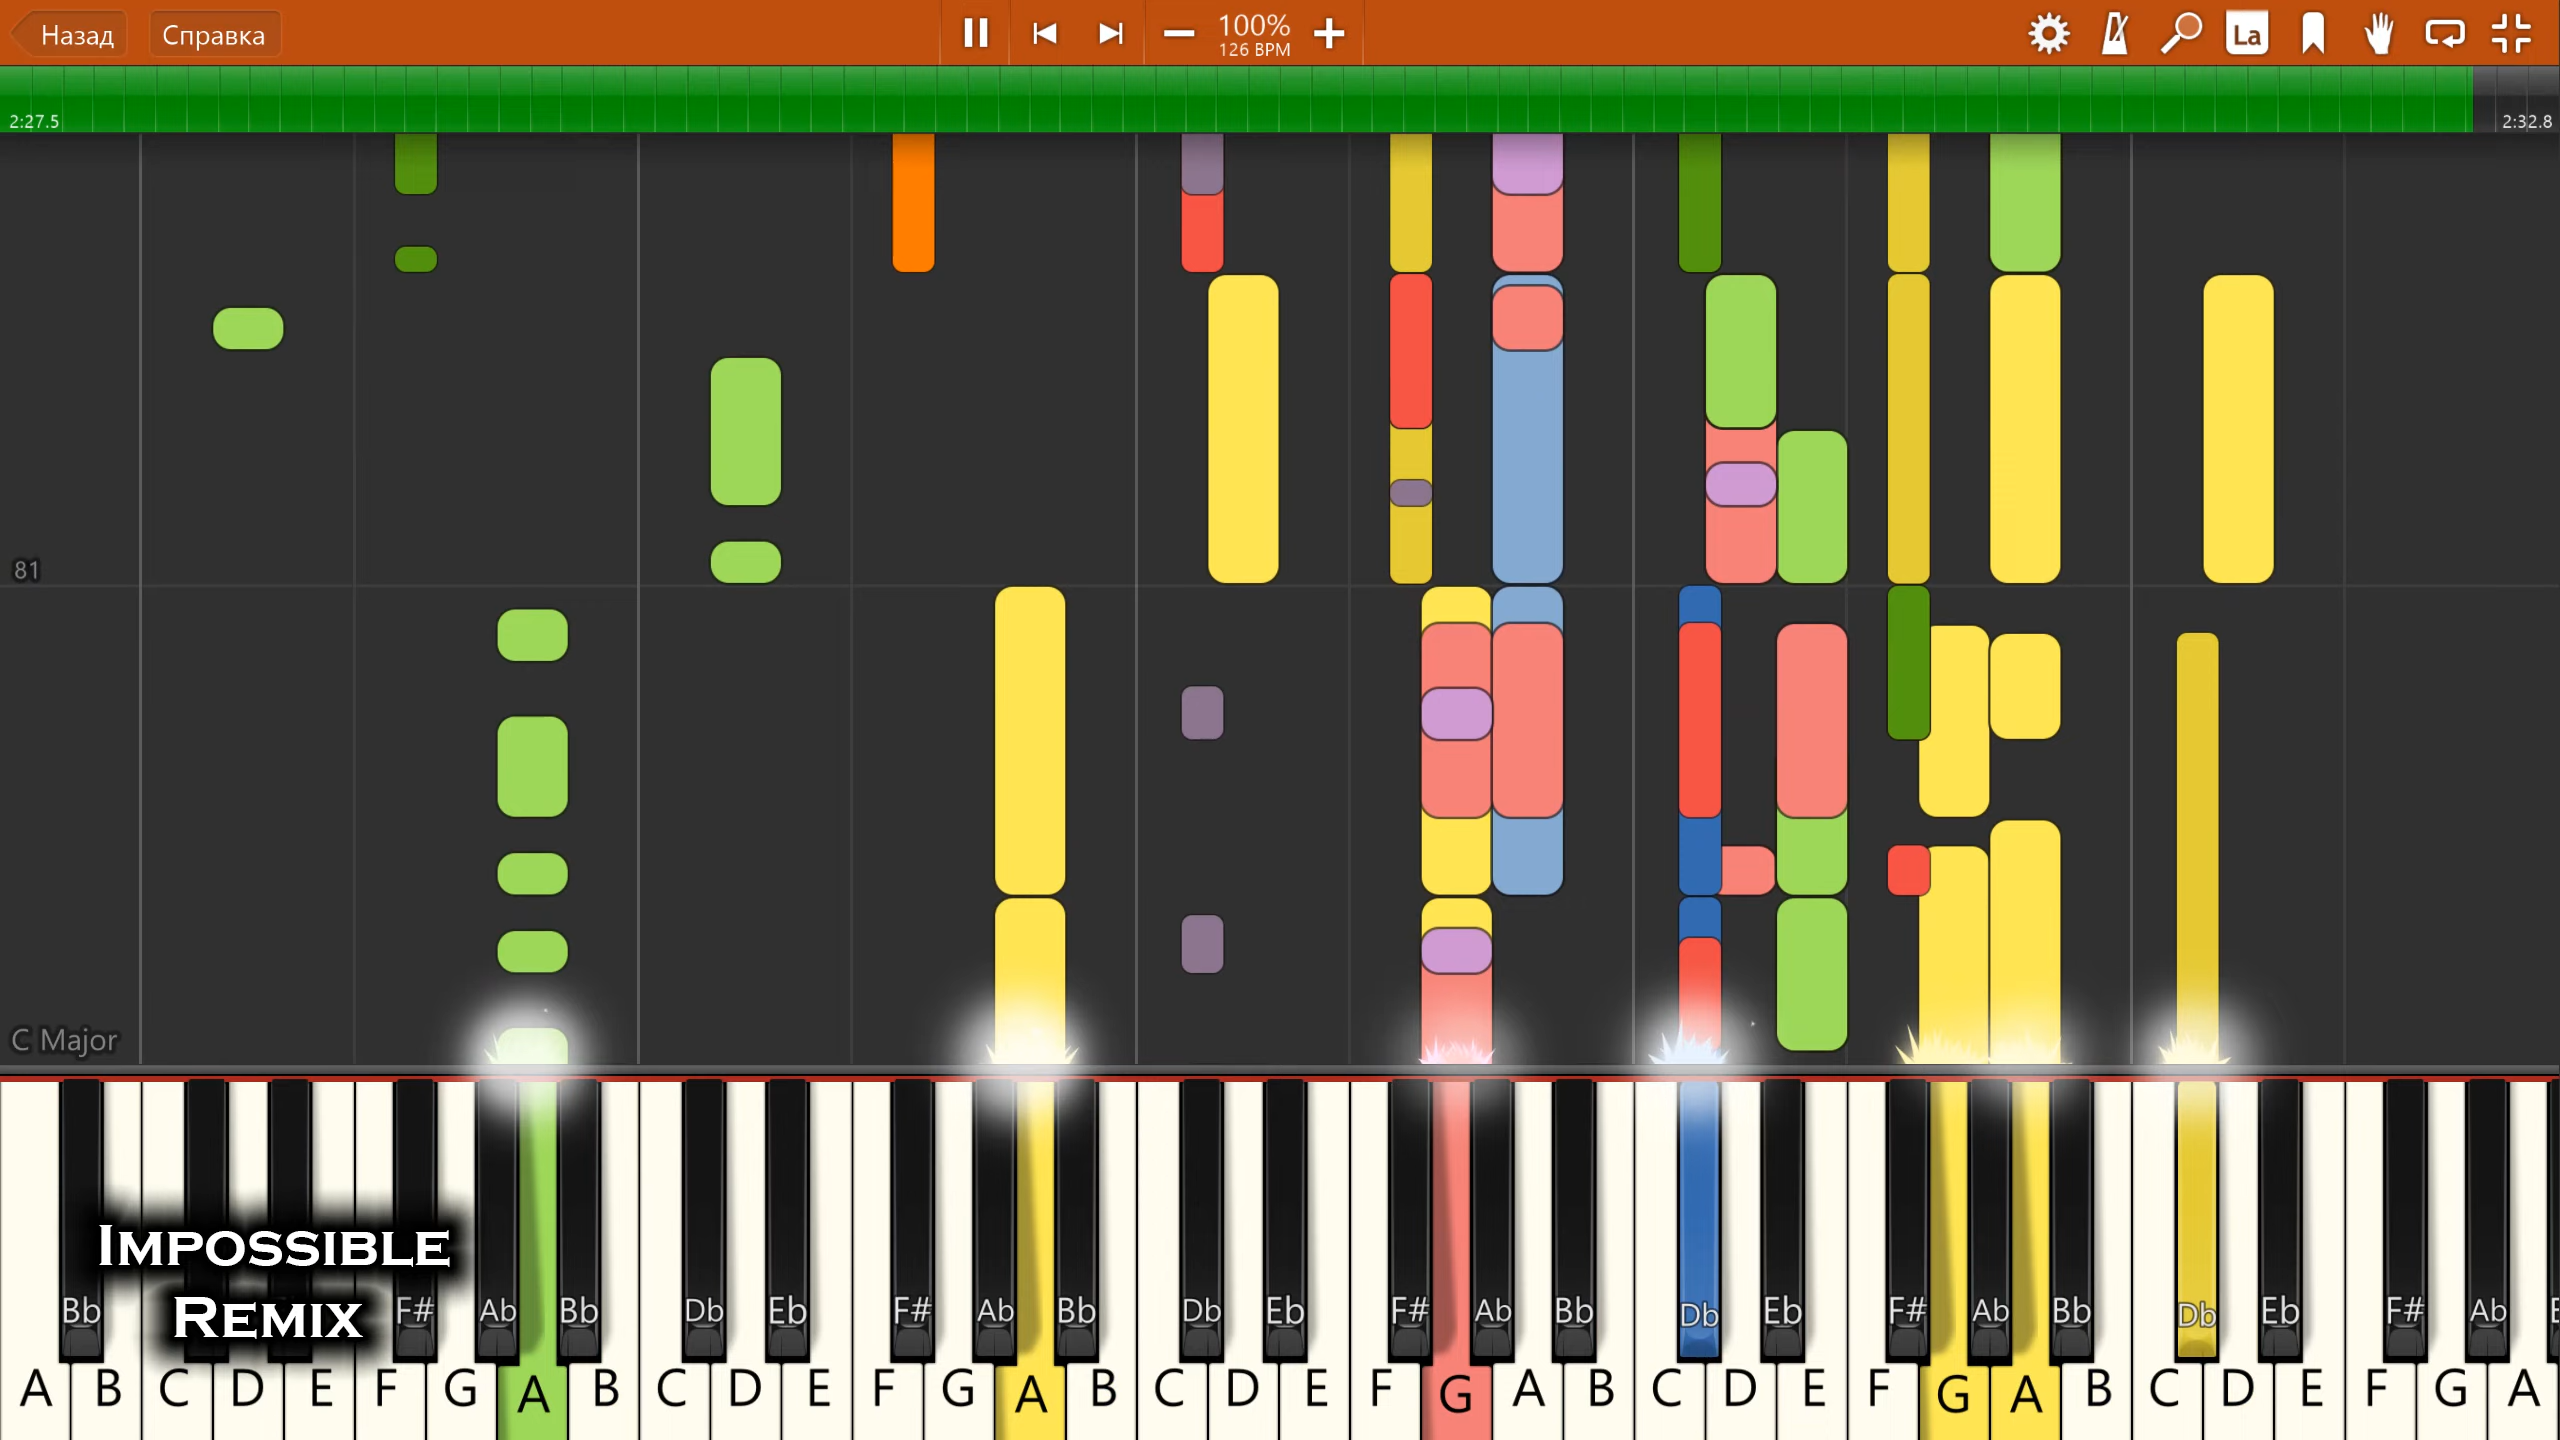 Назад Справка 100% La
126 BPM
2:27.5 2:32.8
81
C Major
Impossible
Remix
Bb F# Ab Bb Db Eb F# Ab Bb Db Eb F# Ab Bb Db Eb F# Ab Bb Db Eb F# Ab
A B C D E F G A B C D E F G A B C D E F G A B C D E F G A B C D E F G A